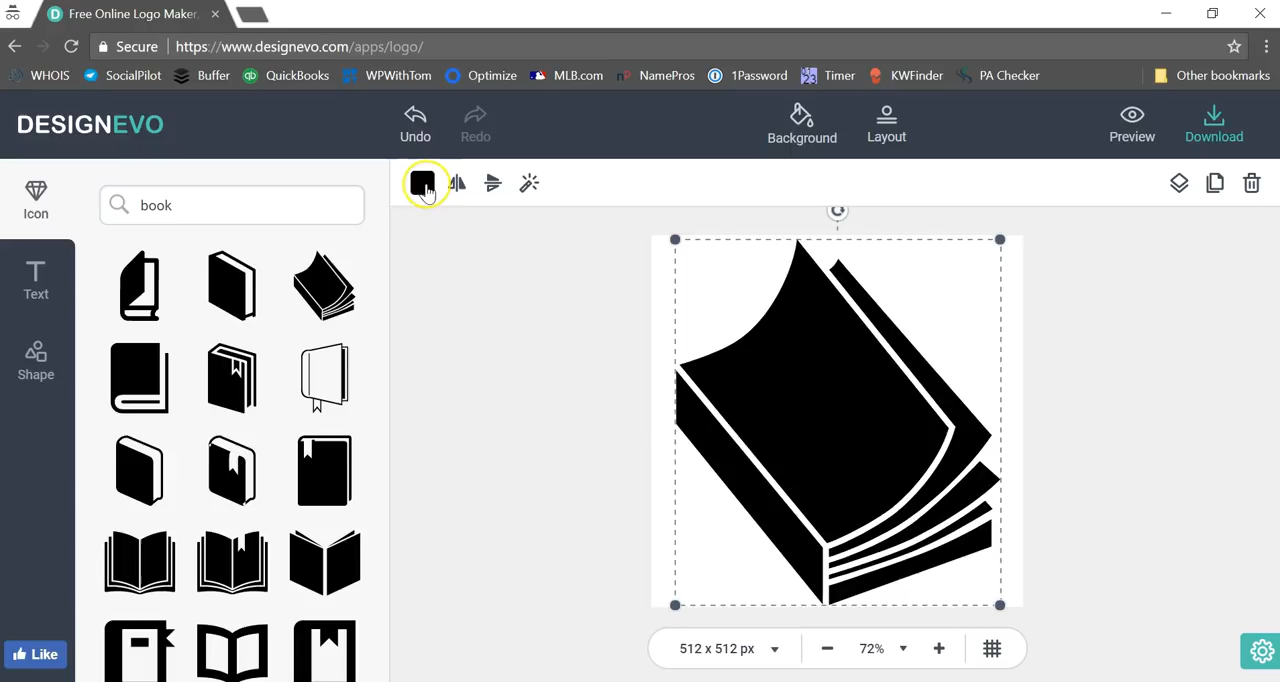 Free Online Logo Maker,
Secure https://www.designevo.com/apps/logo/
WHOIS SocialPilot Buffer QuickBooks WPWithTom Optimize MLB.com NamePros 1Password Timer KWFinder PA Checker Other bookmarks
DESIGNEVO Undo Redo Background Layout Preview Download
Icon
book
Text
Shape
Like
512 x 512 px 72%